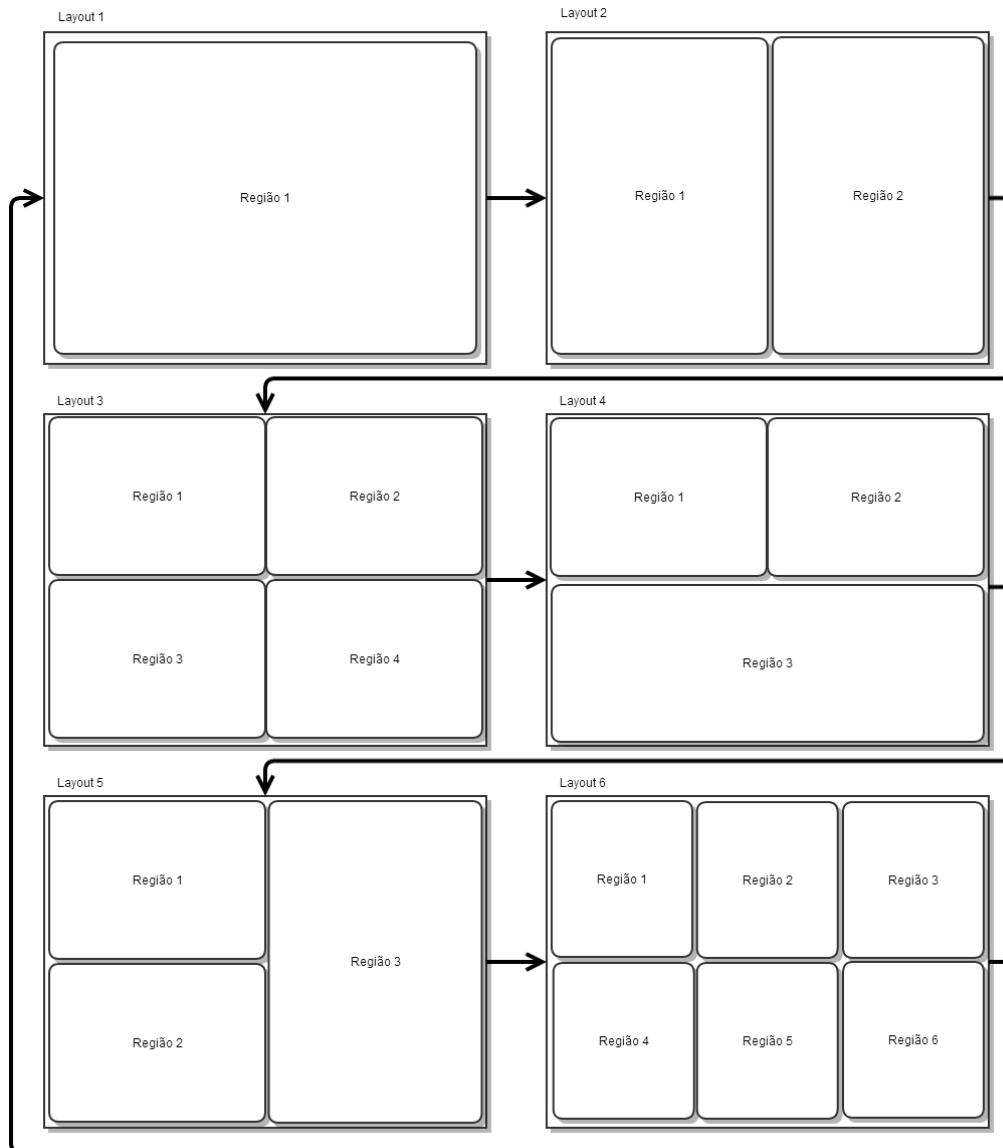 Layout 1
Região 1
Layout 2
Região 1
Região 2
Layout 3
Região 1
Região 2
Região 3
Região 4
Layout 4
Região 1
Região 2
Região 3
Layout 5
Região 1
Região 2
Região 3
Layout 6
Região 1
Região 2
Região 3
Região 4
Região 5
Região 6